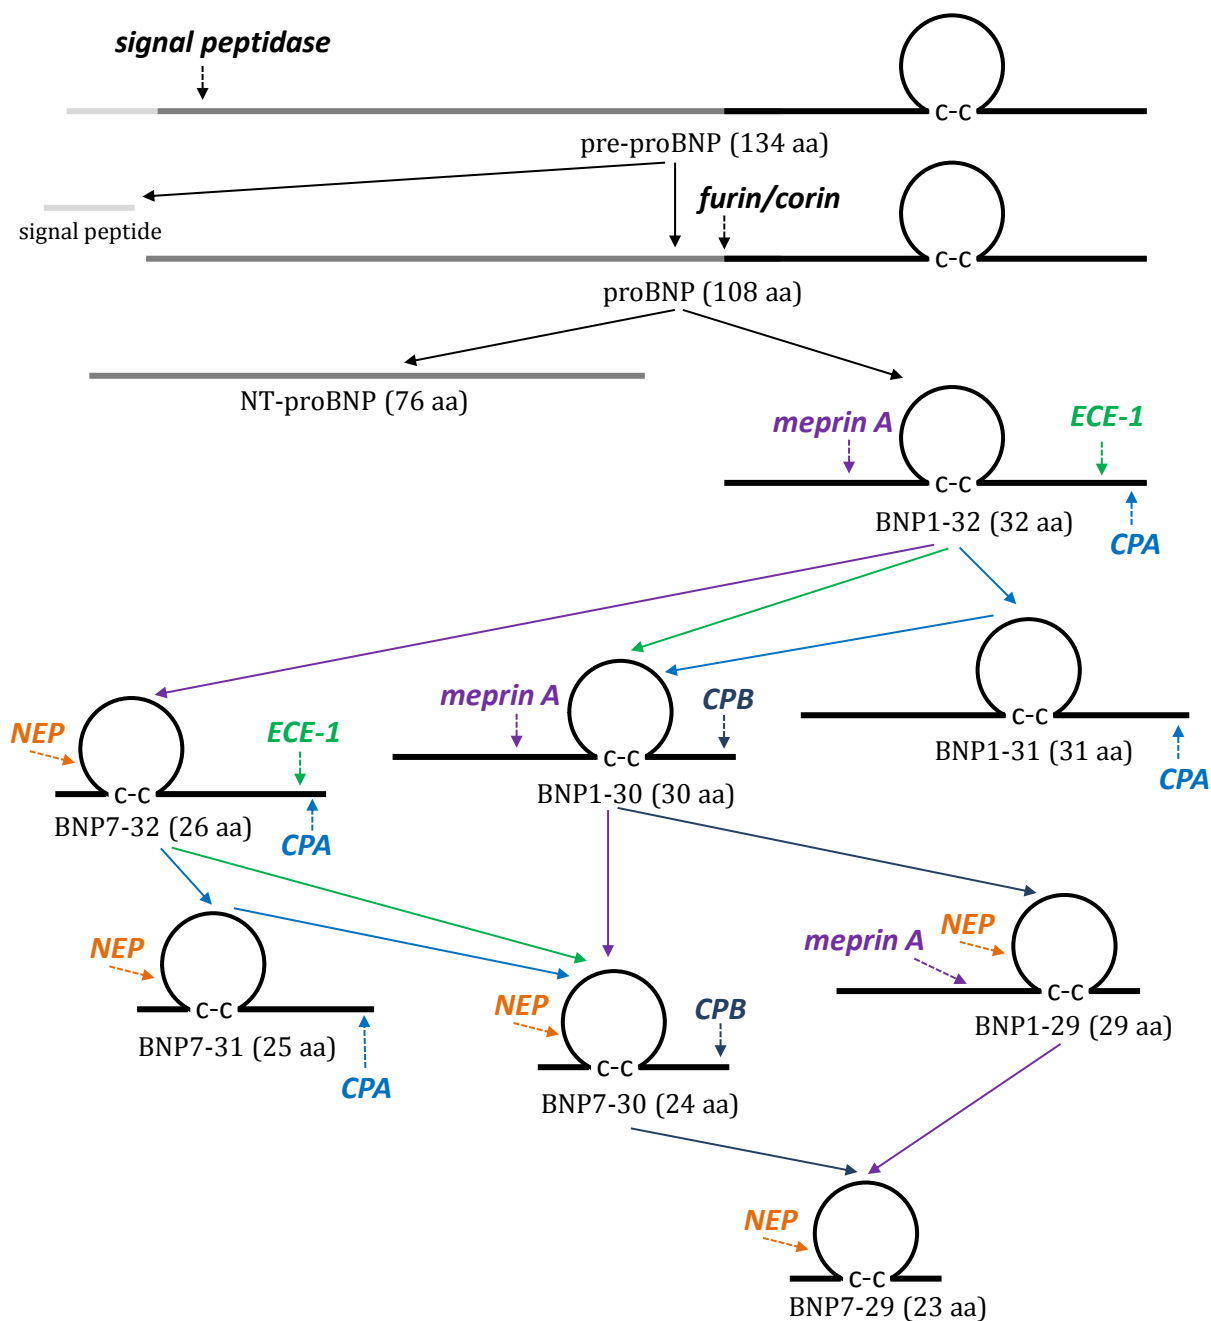 signal peptidase
C-C
pre-proBNP (134 aa)
furin/corin
signal peptide
C-C
proBNP (108 aa)
NT-proBNP (76 aa)
meprin A
ECE-1
C-C
BNP1-32 (32 aa)
CPA
NEP
ECE-1
meprin A
CPB
C-C
BNP1-31 (31 aa)
C-C
BNP1-30 (30 aa)
CPA
C-C
BNP7-32 (26 aa)
CPA
NEP
meprin A
NEP
C-C
BNP7-31 (25 aa)
CPA
NEP
CPB
C-C
BNP1-29 (29 aa)
C-C
BNP7-30 (24 aa)
NEP
C-C
BNP7-29 (23 aa)